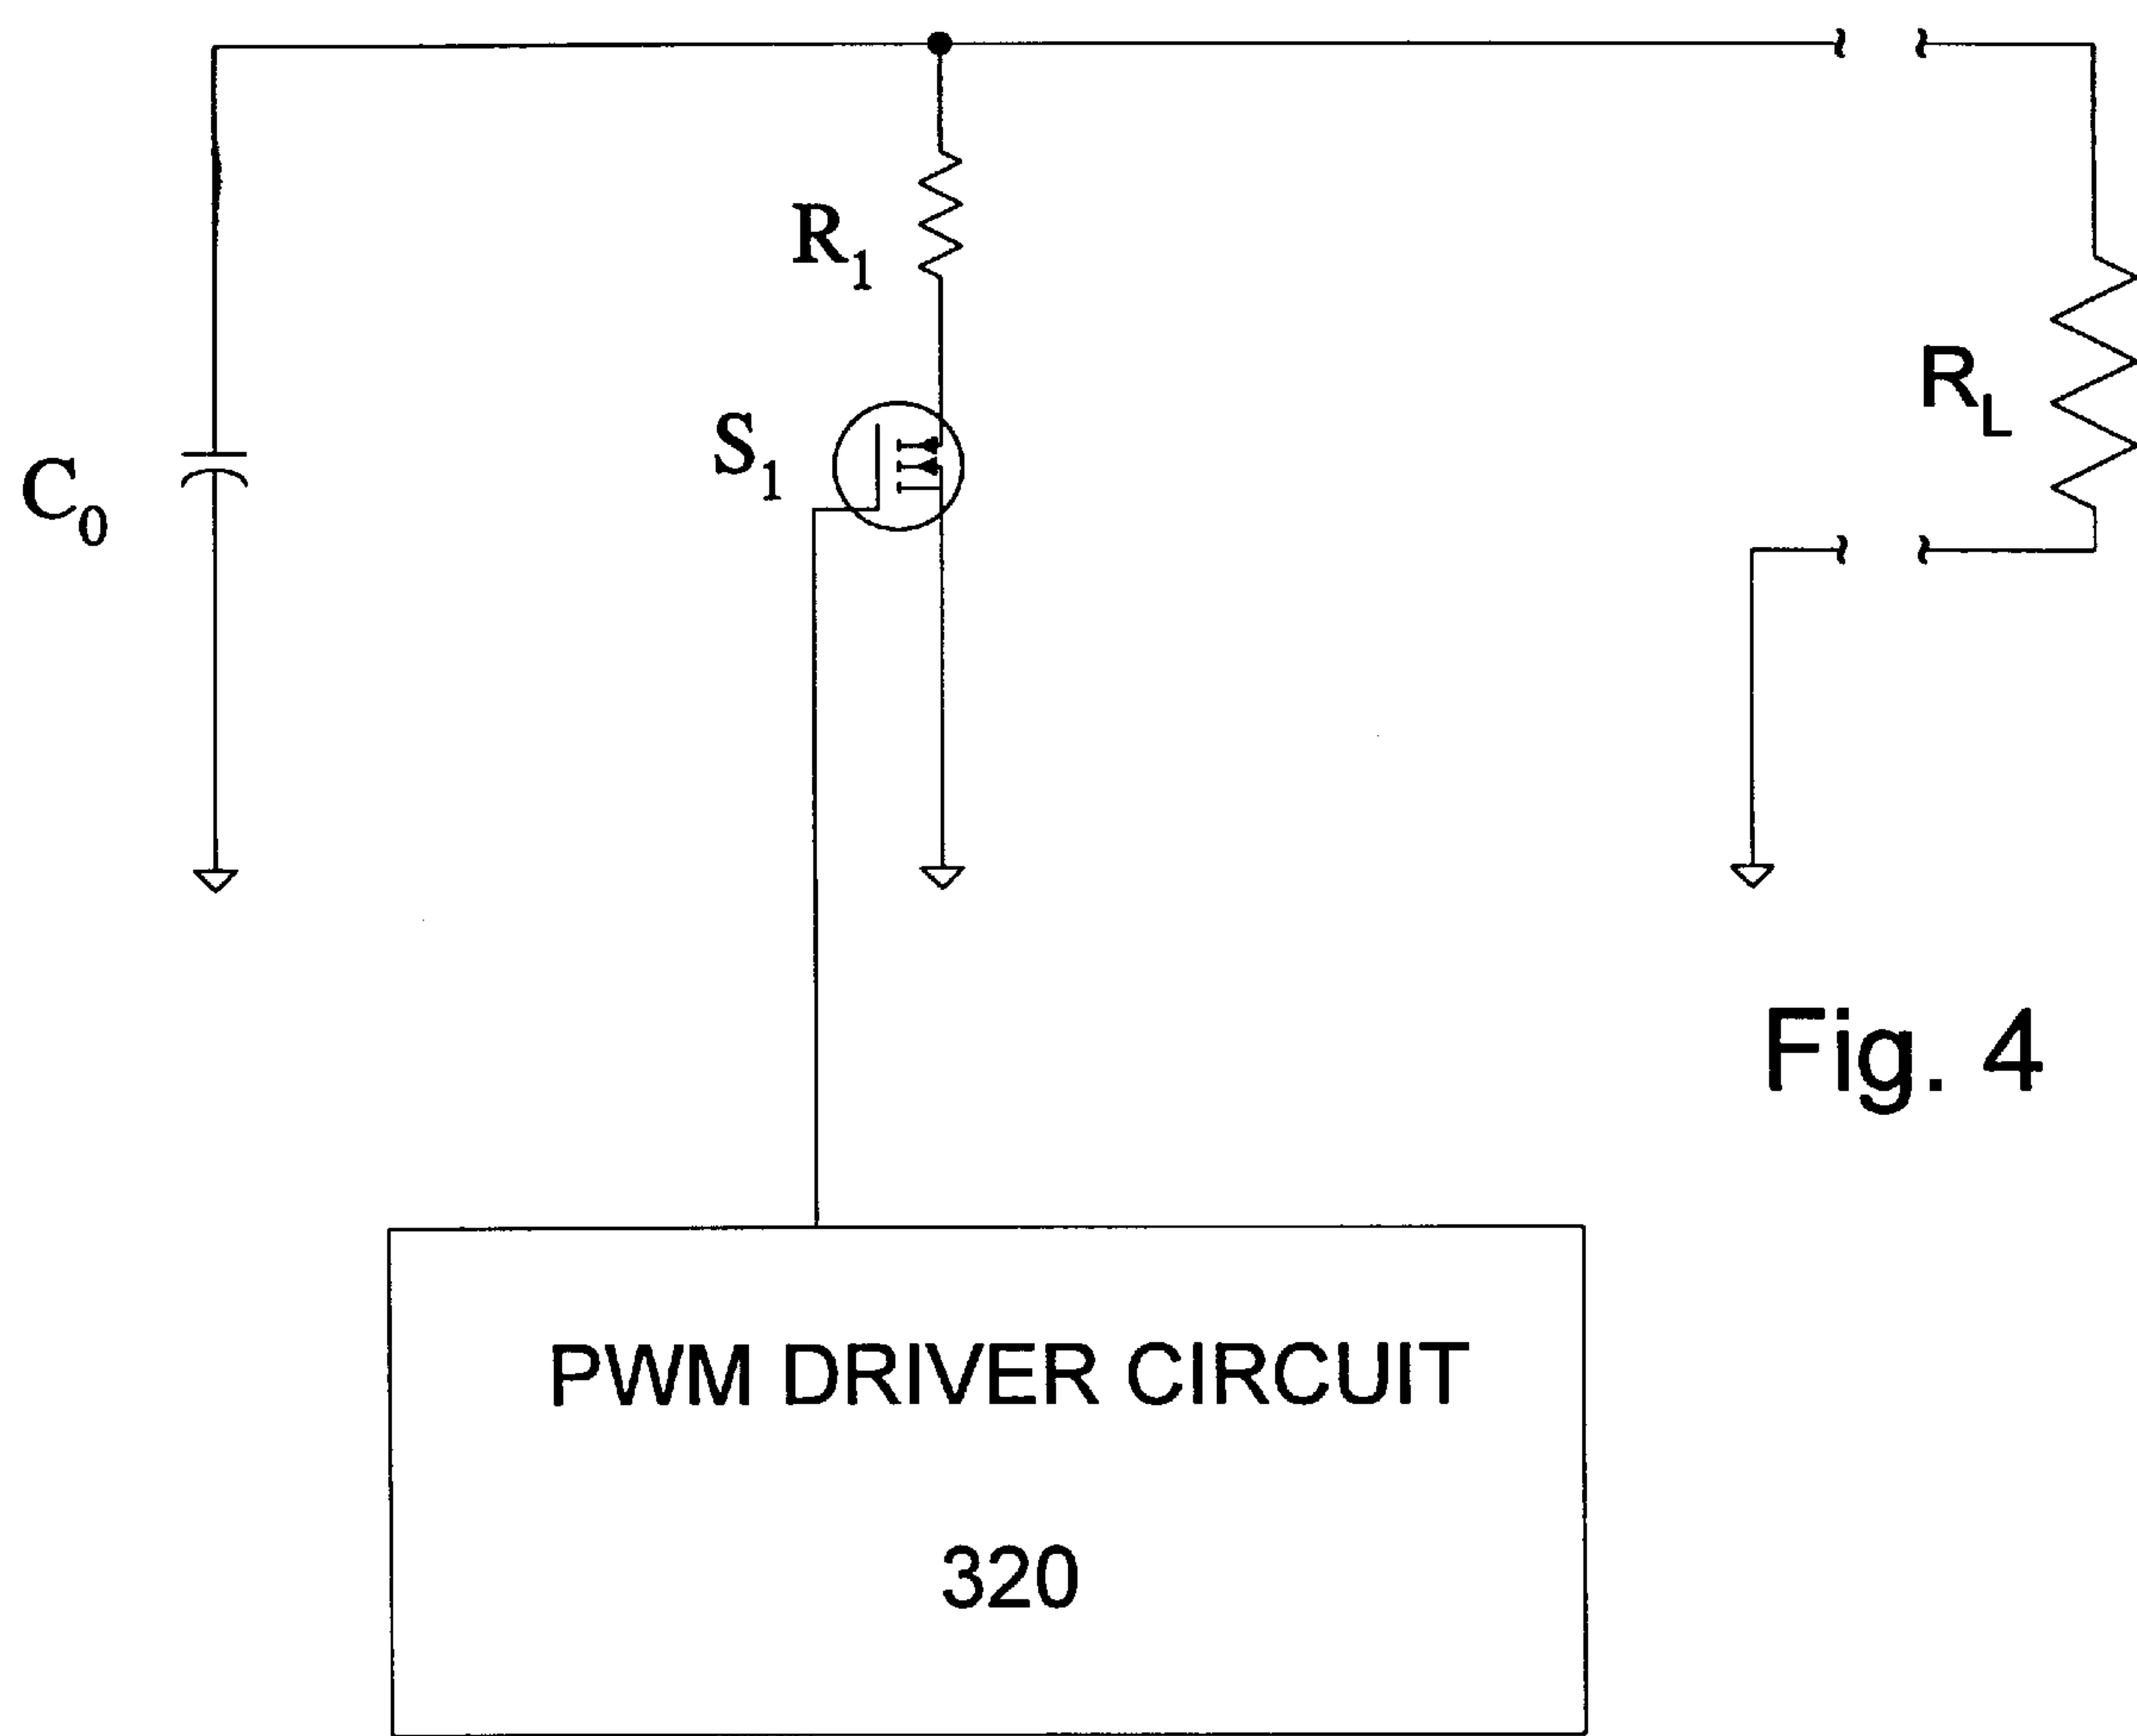 R1
S1
RL
C0
Fig. 4
PWM DRIVER CIRCUIT
320